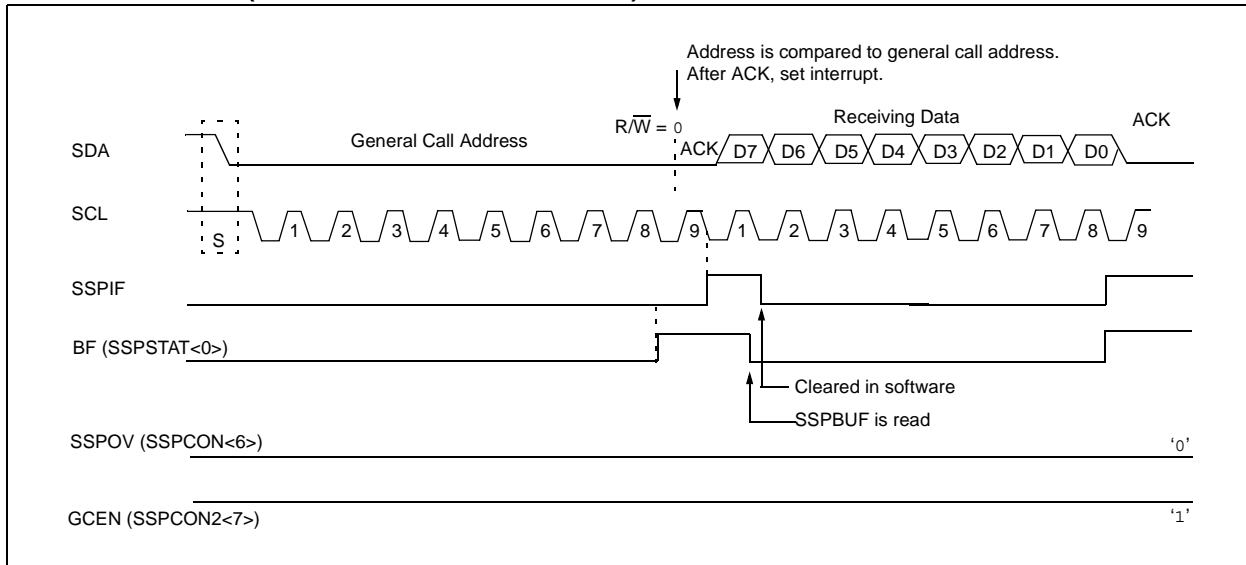 Address is compared to general call address.
After ACK, set interrupt.
R/W = 0
General Call Address
Receiving Data
ACK
SDA
ACK
D7 D6 D5 D4 D3 D2 D1 D0
SCL
S
1 2 3 4 5 6 7 8 9 1 2 3 4 5 6 7 8 9
SSPIF
BF (SSPSTAT<0>)
Cleared in software
SSPBUF is read
SSPOV (SSPCON<6>)
‘0’
GCEN (SSPCON2<7>)
‘1’